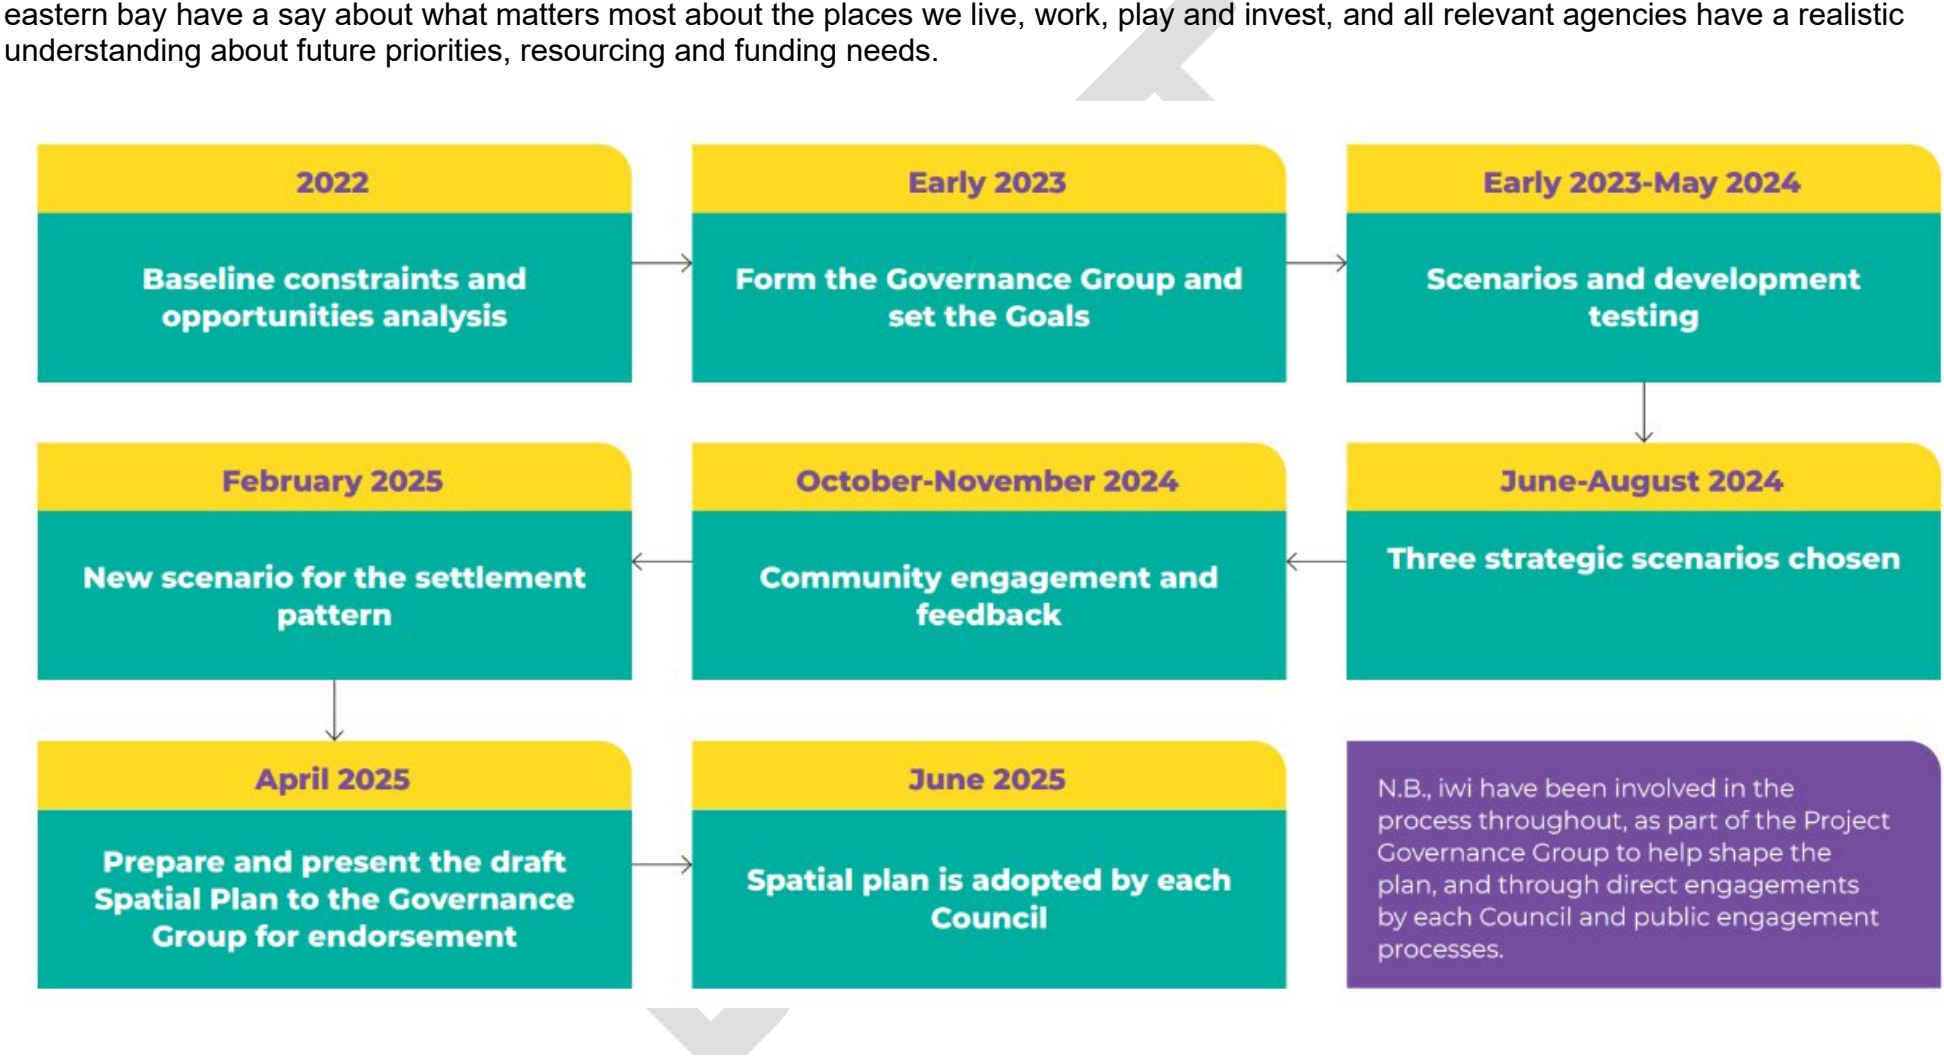 eastern bay have a say about what matters most about the places we live, work, play and invest, and all relevant agencies have a realistic
understanding about future priorities, resourcing and funding needs.
2022
Baseline constraints and
opportunities analysis
Early 2023
Form the Governance Group and
set the Goals
Early 2023-May 2024
Scenarios and development
testing
June-August 2024
Three strategic scenarios chosen
October-November 2024
Community engagement and
feedback
February 2025
New scenario for the settlement
pattern
April 2025
Prepare and present the draft
Spatial Plan to the Governance
Group for endorsement
June 2025
Spatial plan is adopted by each
Council
N.B., iwi have been involved in the
process throughout, as part of the Project
Governance Group to help shape the
plan, and through direct engagements
by each Council and public engagement
processes.